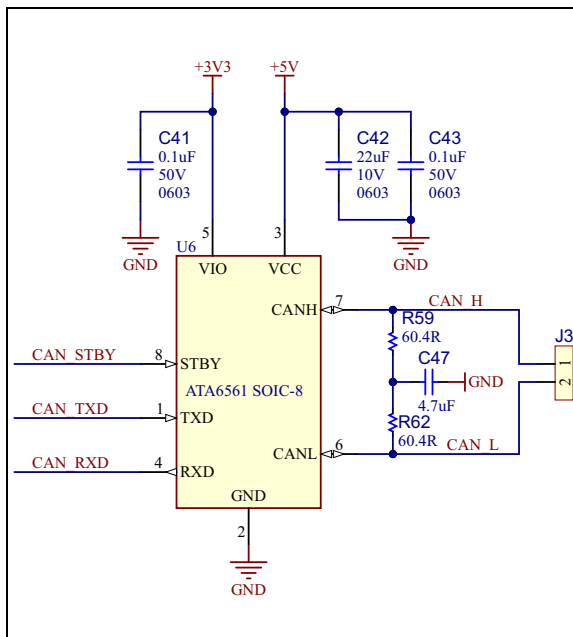 +3V3
+5V
C41
0.1uF
50V
0603
C42
22uF
10V
0603
C43
0.1uF
50V
0603
GND
GND
U6
5
3
VIO
VCC
CANH
7
CAN_H
R59
60.4R
J3
1
2
CAN_STBY
8
STBY
ATA6561 SOIC-8
C47
GND
4.7uF
CAN_TXD
1
TXD
R62
60.4R
CANL
6
CAN_L
CAN_RXD
4
RXD
GND
2
GND